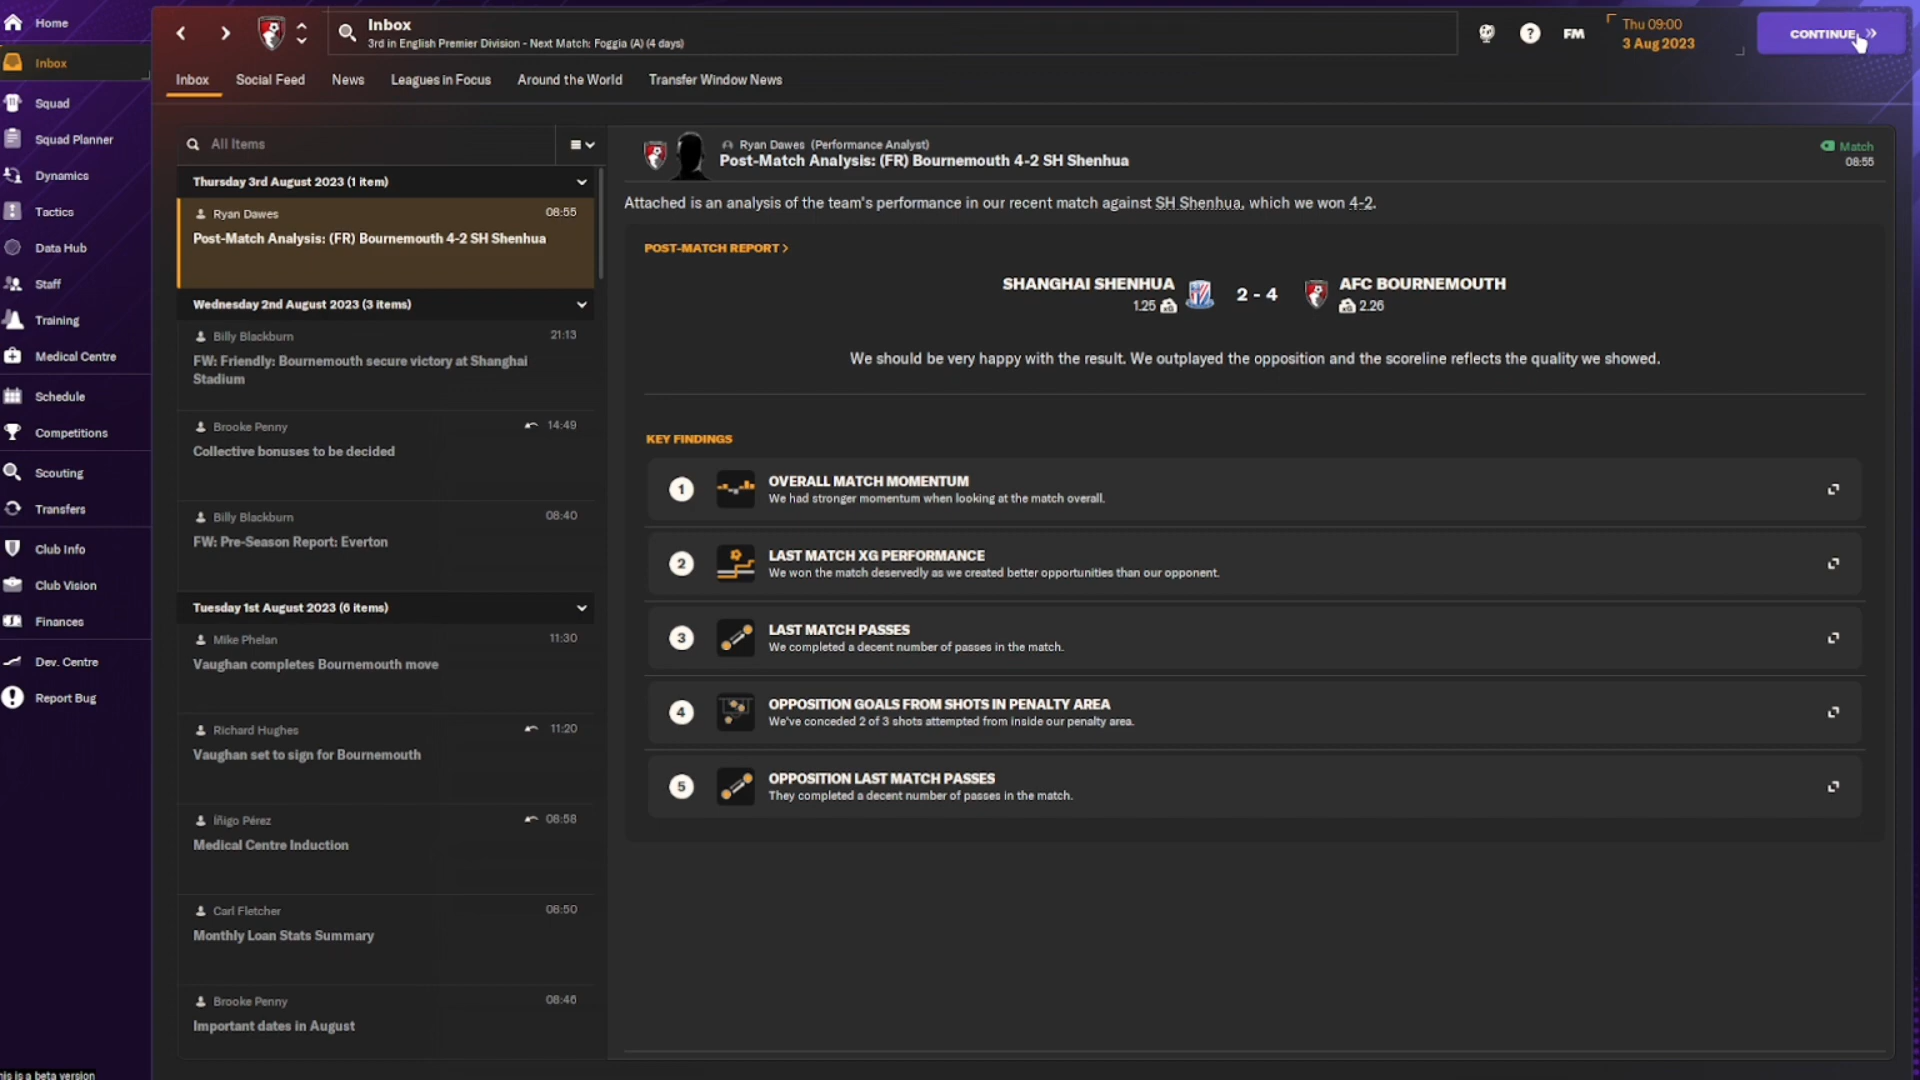 Home
Inbox
Squad
Squad Planner
Dynamics
Tactics
Data Hub
Staff
Training
Medical Centre
Schedule
Competitions
Scouting
Transfers
Club Info
Club Vision
Finances
Dev. Centre
Report Bug
his is a beta version
Inbox
3rd in English Premier Division - Next Match: Foggia (A) (4 days)
FM
Thu 09:00
3 Aug 2023
CONTINUE
Inbox
Social Feed
News
Leagues in Focus
Around the World
Transfer Window News
All Items
Thursday 3rd August 2023 (1 item)
Ryan Dawes 08:55
Post-Match Analysis: (FR) Bournemouth 4-2 SH Shenhua
Wednesday 2nd August 2023 (3 items)
Billy Blackburn 21:13
FW: Friendly: Bournemouth secure victory at Shanghai
Stadium
Brooke Penny 14:49
Collective bonuses to be decided
Billy Blackburn 08:40
FW: Pre-Season Report: Everton
Tuesday 1st August 2023 (6 items)
Mike Phelan 11:30
Vaughan completes Bournemouth move
Richard Hughes 11:20
Vaughan set to sign for Bournemouth
Iñigo Pérez 08:58
Medical Centre Induction
Carl Fletcher 08:50
Monthly Loan Stats Summary
Brooke Penny 08:46
Important dates in August
Ryan Dawes (Performance Analyst)
Post-Match Analysis: (FR) Bournemouth 4-2 SH Shenhua
Match
08:55
Attached is an analysis of the team's performance in our recent match against SH Shenhua, which we won 4-2.
POST-MATCH REPORT >
SHANGHAI SHENHUA 2 - 4 AFC BOURNEMOUTH
1.25 xG xG 2.26
We should be very happy with the result. We outplayed the opposition and the scoreline reflects the quality we showed.
KEY FINDINGS
1 OVERALL MATCH MOMENTUM
We had stronger momentum when looking at the match overall.
2 LAST MATCH XG PERFORMANCE
We won the match deservedly as we created better opportunities than our opponent.
3 LAST MATCH PASSES
We completed a decent number of passes in the match.
4 OPPOSITION GOALS FROM SHOTS IN PENALTY AREA
We've conceded 2 of 3 shots attempted from inside our penalty area.
5 OPPOSITION LAST MATCH PASSES
They completed a decent number of passes in the match.